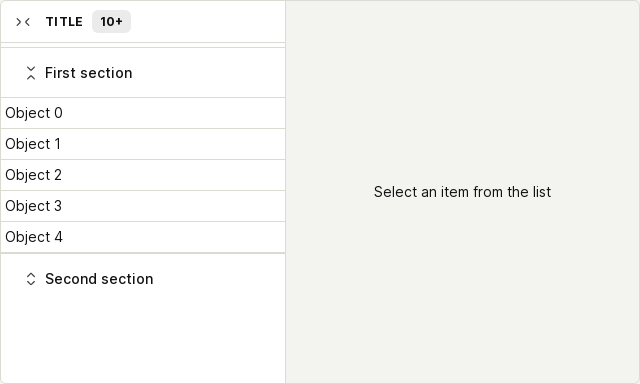 TITLE 10+
First section
Object 0
Object 1
Object 2
Object 3
Object 4
Second section
Select an item from the list